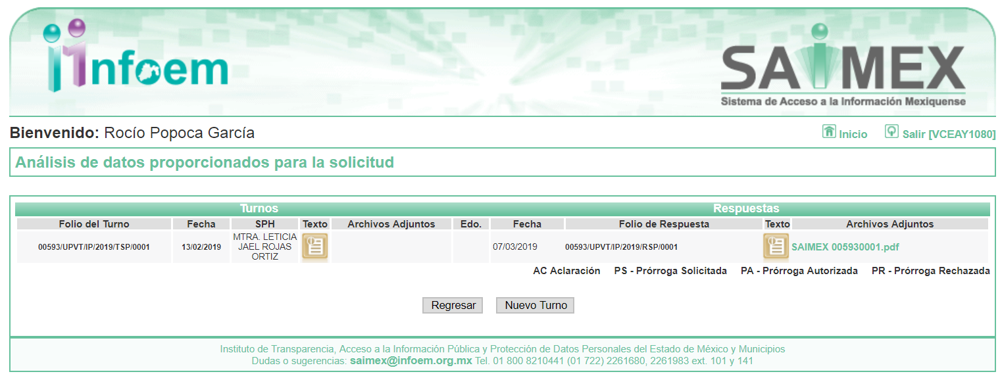 infoem
SAIMEX
Sistema de Acceso a la Información Mexiquense
Bienvenido: Rocío Popoca García
Inicio Salir [VCEAY1080]
Análisis de datos proporcionados para la solicitud
Turnos Respuestas
Folio del Turno Fecha SPH Texto Archivos Adjuntos Edo. Fecha Folio de Respuesta Texto Archivos Adjuntos
00593/UPVT/IP/2019/TSP/0001 13/02/2019 MTRA. LETICIA
JAEL ROJAS
ORTIZ
07/03/2019 00593/UPVT/IP/2019/RSP/0001 SAIMEX 005930001.pdf
AC Aclaración PS - Prórroga Solicitada PA - Prórroga Autorizada PR - Prórroga Rechazada
Regresar Nuevo Turno
Instituto de Transparencia, Acceso a la Información Pública y Protección de Datos Personales del Estado de México y Municipios
Dudas o sugerencias: saimex@infoem.org.mx Tel. 01 800 8210441 (01 722) 2261680, 2261983 ext. 101 y 141